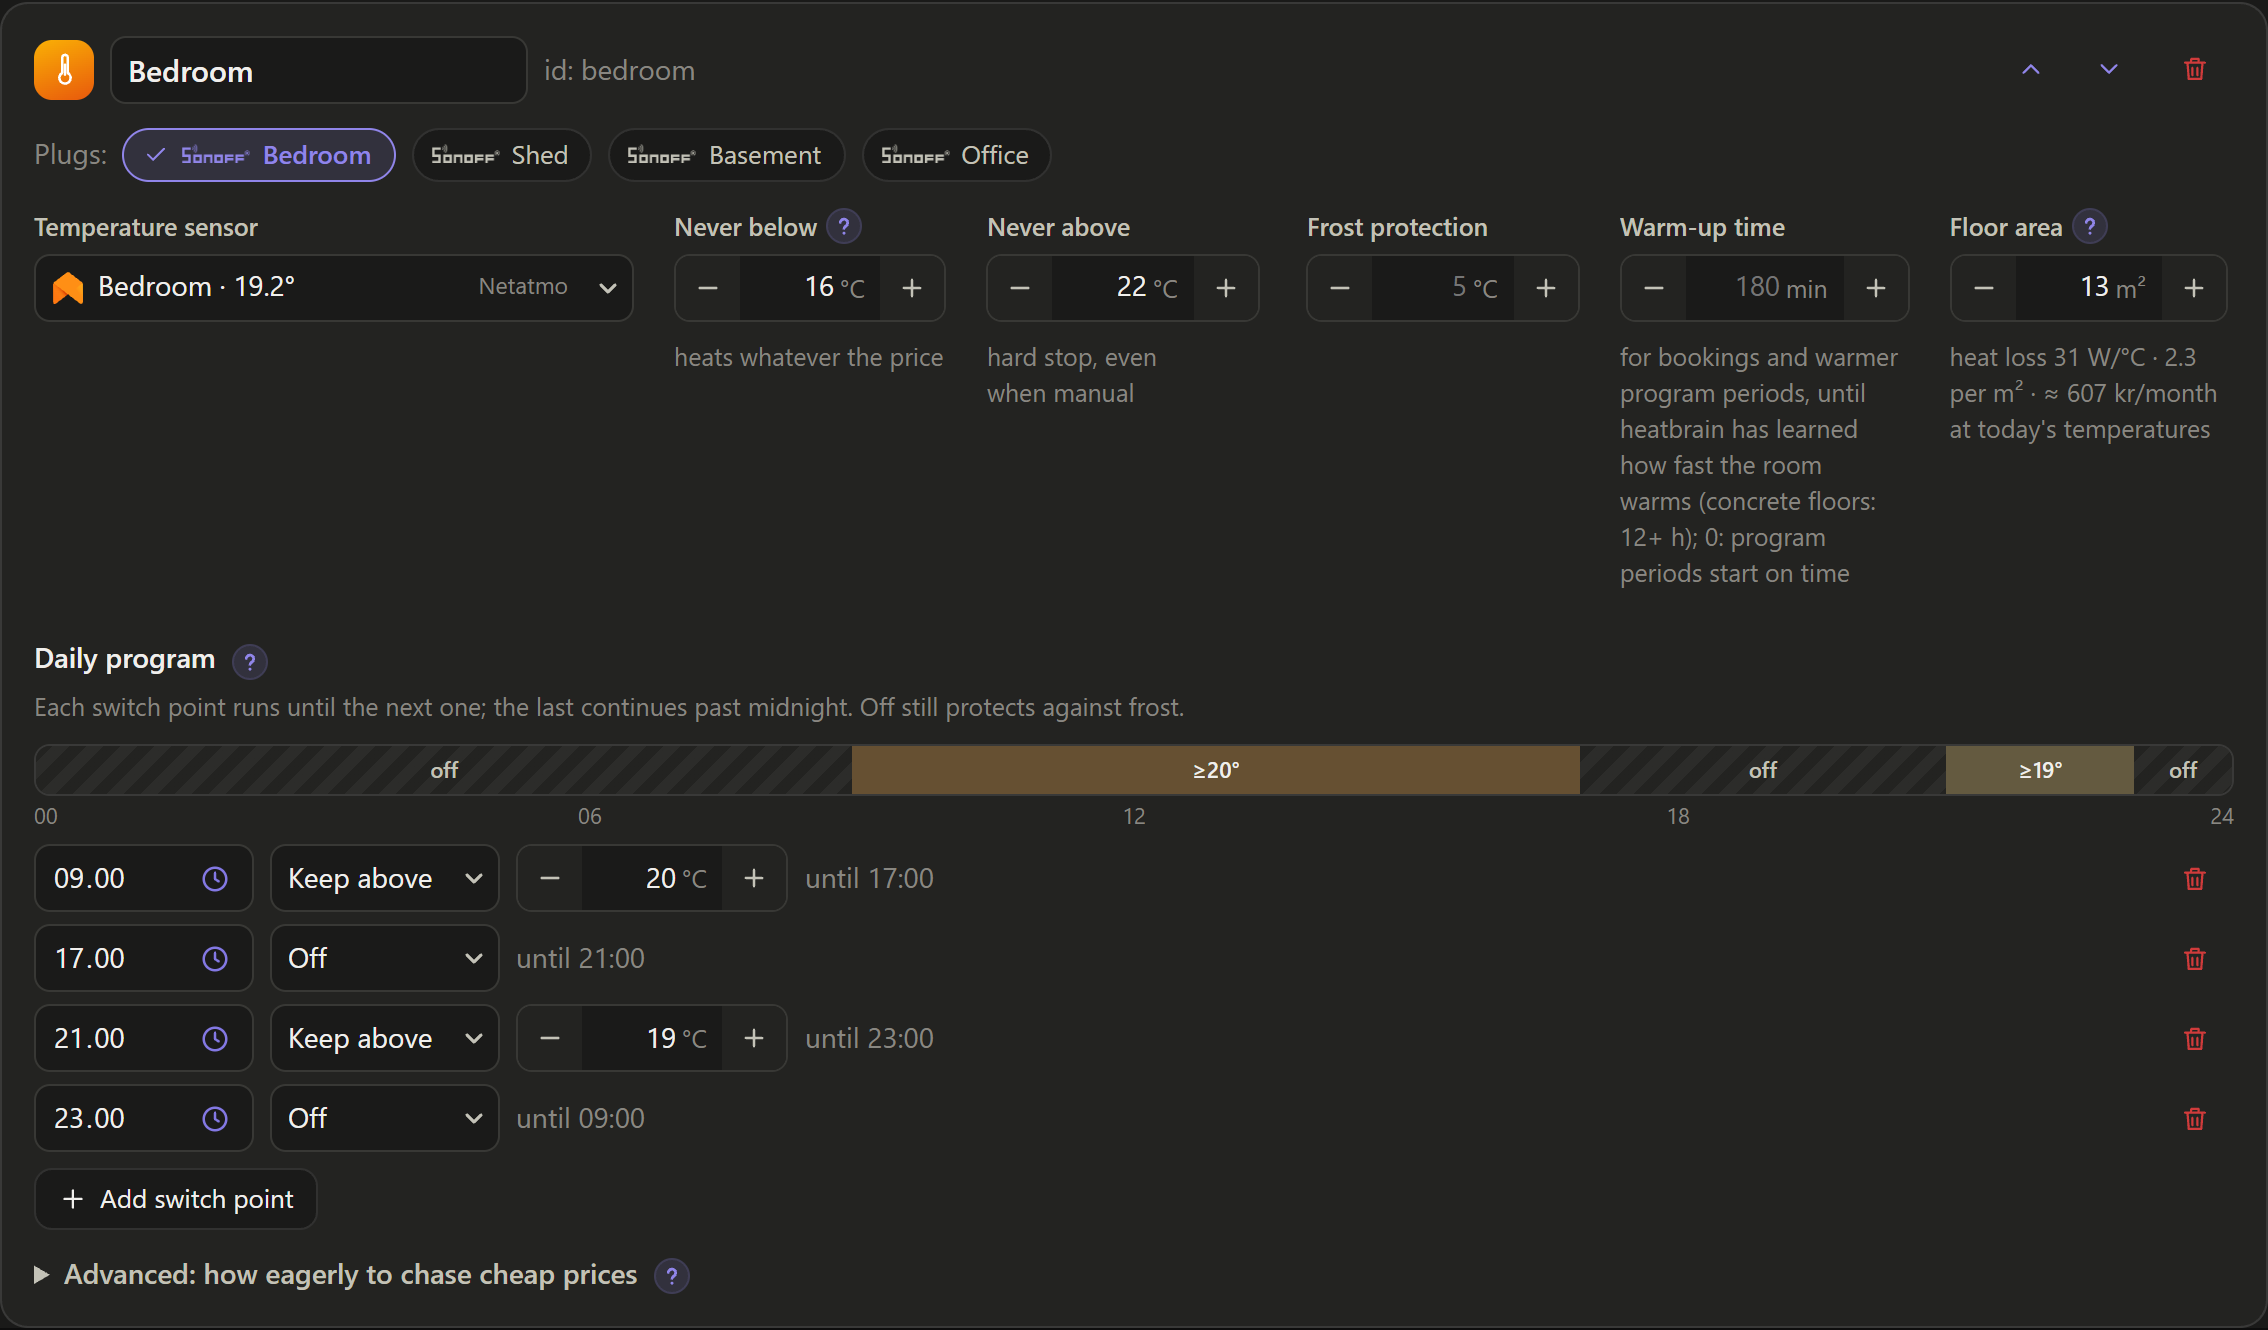 Bedroom id: bedroom
Plugs: SONOFF Bedroom SONOFF Shed SONOFF Basement SONOFF Office
Temperature sensor
Bedroom · 19.2° Netatmo
Never below ?
16 °C
heats whatever the price
Never above
22 °C
hard stop, even
when manual
Frost protection
5 °C
Warm-up time
180 min
for bookings and warmer
program periods, until
heatbrain has learned
how fast the room
warms (concrete floors:
12+ h); 0: program
periods start on time
Floor area ?
13 m²
heat loss 31 W/°C · 2.3
per m² · ≈ 607 kr/month
at today's temperatures
Daily program ?
Each switch point runs until the next one; the last continues past midnight. Off still protects against frost.
off ≥20° off ≥19° off
00 06 12 18 24
09.00 Keep above 20 °C until 17:00
17.00 Off until 21:00
21.00 Keep above 19 °C until 23:00
23.00 Off until 09:00
+ Add switch point
Advanced: how eagerly to chase cheap prices ?